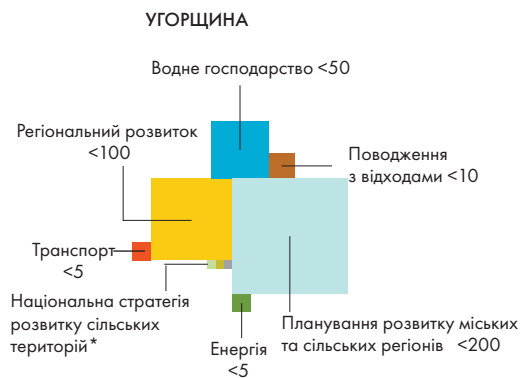 УГОРЩИНА
Водне господарство <50
Регіональний розвиток
<100
Поводження
з відходами <10
Транспорт
<5
Національна стратегія
розвитку сільських
територій*
Енергія
<5
Планування розвитку міських
та сільських регіонів <200